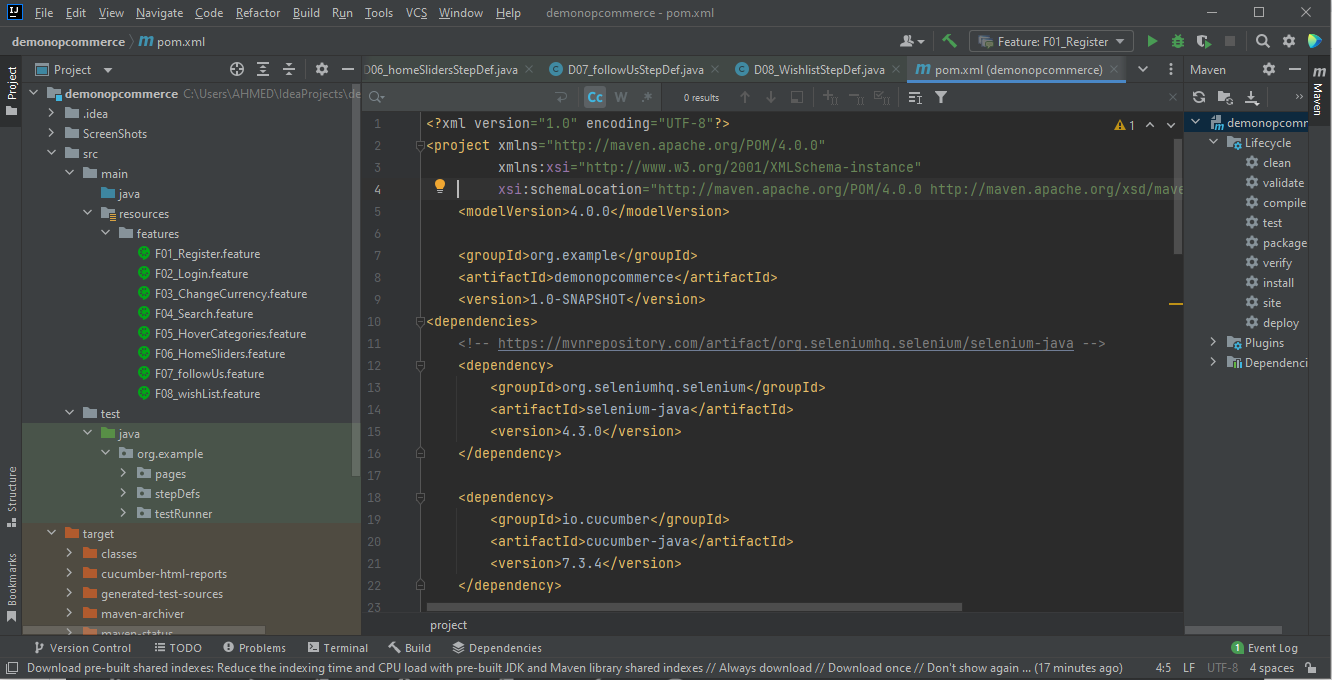 File Edit View Navigate Code Refactor Build Run Tools VCS Window Help demonopcommerce - pom.xml
demonopcommerce pom.xml Feature: F01_Register
Project D06_homeSlidersStepDef.java D07_followUsStepDef.java D08_WishlistStepDef.java pom.xml (demonopcommerce) Maven
Cc W .* 0 results
Project
Structure
Bookmarks
Maven
demonopcommerce C:\Users\AHMED\IdeaProjects\de
.idea
ScreenShots
src
main
java
resources
features
F01_Register.feature
F02_Login.feature
F03_ChangeCurrency.feature
F04_Search.feature
F05_HoverCategories.feature
F06_HomeSliders.feature
F07_followUs.feature
F08_wishList.feature
test
java
org.example
pages
stepDefs
testRunner
target
classes
cucumber-html-reports
generated-test-sources
maven-archiver
maven-status
1 <?xml version="1.0" encoding="UTF-8"?>
2 <project xmlns="http://maven.apache.org/POM/4.0.0"
3 xmlns:xsi="http://www.w3.org/2001/XMLSchema-instance"
4 xsi:schemaLocation="http://maven.apache.org/POM/4.0.0 http://maven.apache.org/xsd/mave
5 <modelVersion>4.0.0</modelVersion>
6
7 <groupId>org.example</groupId>
8 <artifactId>demonopcommerce</artifactId>
9 <version>1.0-SNAPSHOT</version>
10 <dependencies>
11 <!-- https://mvnrepository.com/artifact/org.seleniumhq.selenium/selenium-java -->
12 <dependency>
13 <groupId>org.seleniumhq.selenium</groupId>
14 <artifactId>selenium-java</artifactId>
15 <version>4.3.0</version>
16 </dependency>
17
18 <dependency>
19 <groupId>io.cucumber</groupId>
20 <artifactId>cucumber-java</artifactId>
21 <version>7.3.4</version>
22 </dependency>
23
1
project
demonopcomm
Lifecycle
clean
validate
compile
test
package
verify
install
site
deploy
Plugins
Dependenci
Version Control TODO Problems Terminal Build Dependencies 1 Event Log
Download pre-built shared indexes: Reduce the indexing time and CPU load with pre-built JDK and Maven library shared indexes // Always download // Download once // Don't show again ... (17 minutes ago) 4:5 LF UTF-8 4 spaces